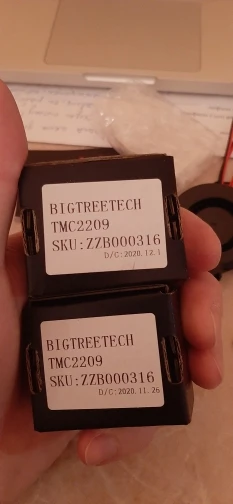 BIGTREETECH
TMC2209
SKU:ZZB000316
D/C:2020.12.1
BIGTREETECH
TMC2209
SKU:ZZB000316
D/C:2020.11.26